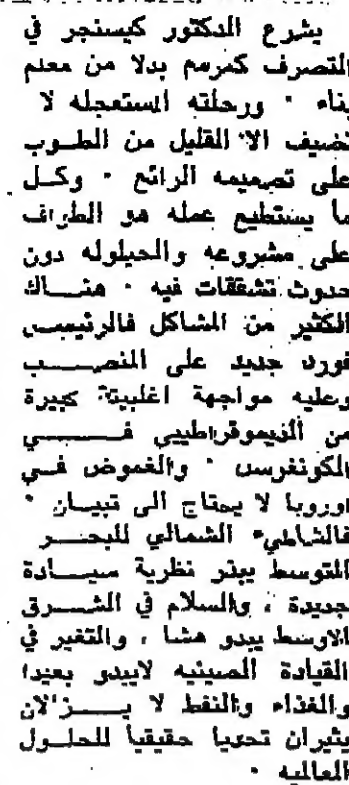 يشرع الدكتور كيسنجر في
التصرف كمرمم بدلا من معلم
بناء . ورحلته المستعجله لا
تضيف الا القليل من الطوب
على تصميمه الرائع . وكل
ما يستطيع عمله هو الطواف
على مشروعه والحيلوله دون
حدوث تشققات فيه . هناك
الكثير من المشاكل فالرئيس
فورد جديد على المنصب
وعليه مواجهة اغلبية كبيرة
من الديموقراطيين في
الكونغرس . والغموض في
اوروبا لا يحتاج الى تبيان .
فالشاطىء الشمالي للبحر
المتوسط يبذر نظرية سيادة
جديدة ، والسلام في الشرق
الاوسط يبدو هشا ، والتغير في
القيادة الصينيه لايبدو بعيدا
والغذاء والنفط لا يزالان
يثيران تحديا حقيقيا للحلول
العالميه .